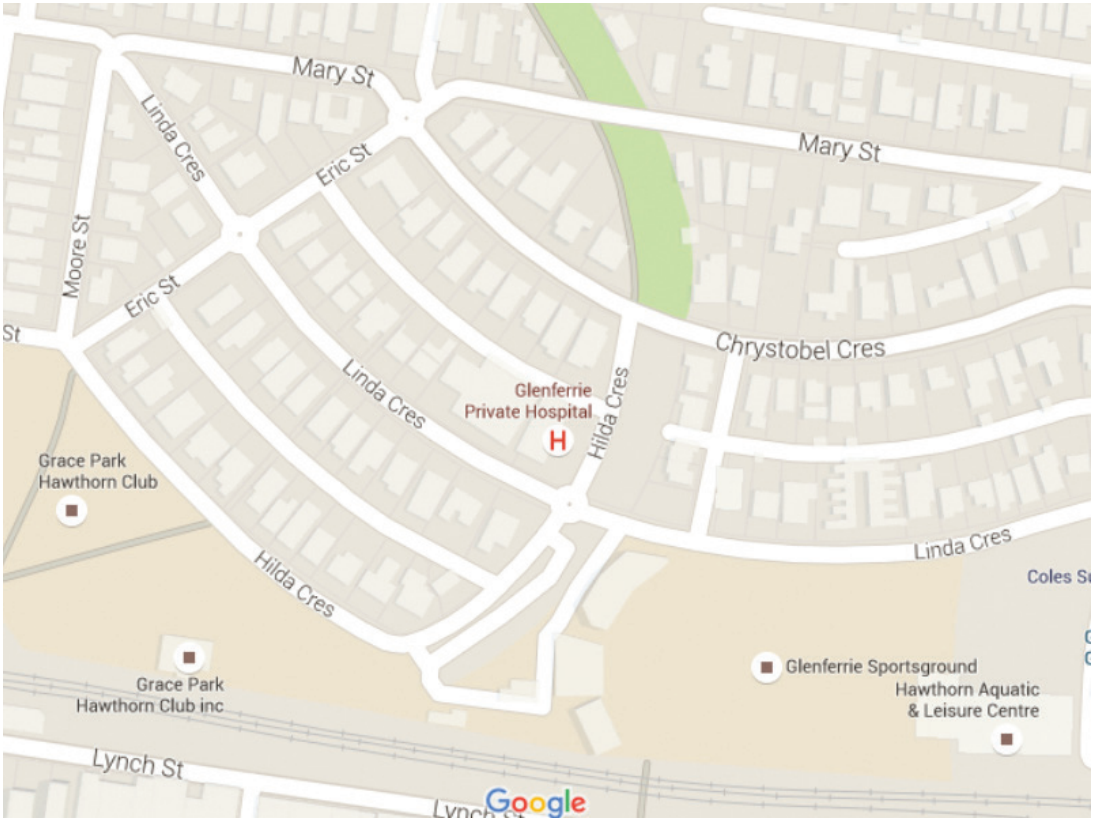 Mary St
Linda Cres
Eric St
Mary St
Moore St
Eric St
St
Chrystobel Cres
Linda Cres
Glenferrie
Private Hospital
H
Hilda Cres
Grace Park
Hawthorn Club
Linda Cres
Hilda Cres
Coles
Glenferrie Sportsground
Grace Park
Hawthorn Club inc
Hawthorn Aquatic
& Leisure Centre
Lynch St
Lynch St
Google